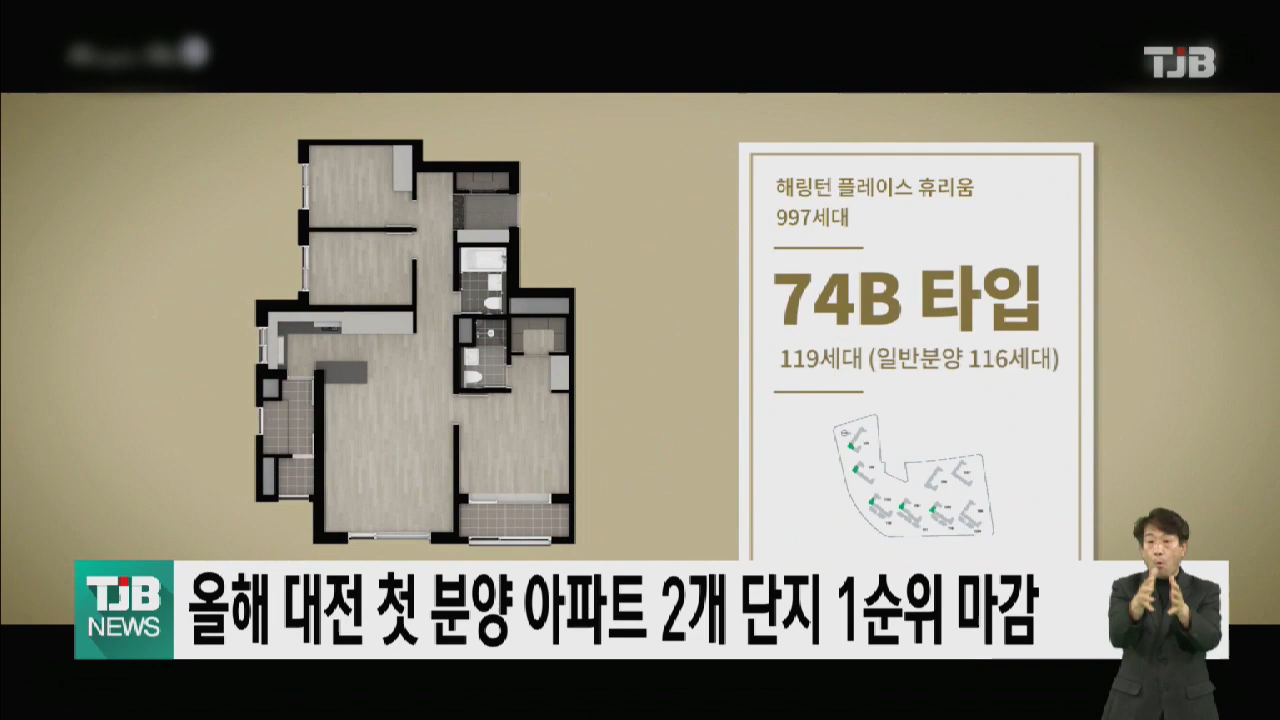 TJB
해링턴 플레이스 휴리움
997세대
74B 타입
119세대 (일반분양 116세대)
TJB
NEWS
올해 대전 첫 분양 아파트 2개 단지 1순위 마감